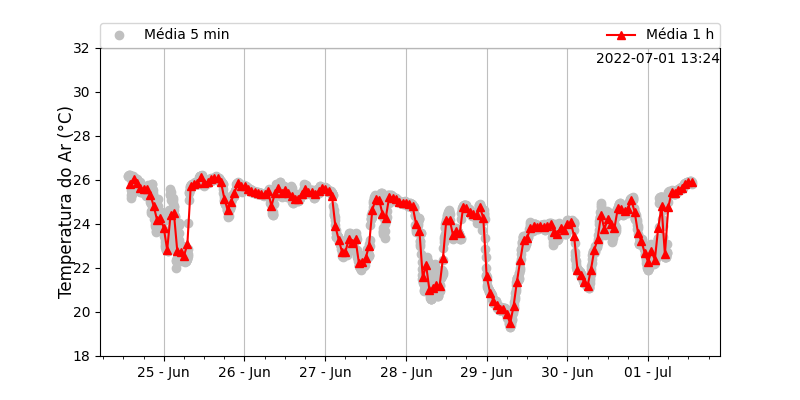 Média 5 min
Média 1 h
2022-07-01 13:24
Temperatura do Ar (°C)
32
30
28
26
24
22
20
18
25 - Jun
26 - Jun
27 - Jun
28 - Jun
29 - Jun
30 - Jun
01 - Jul